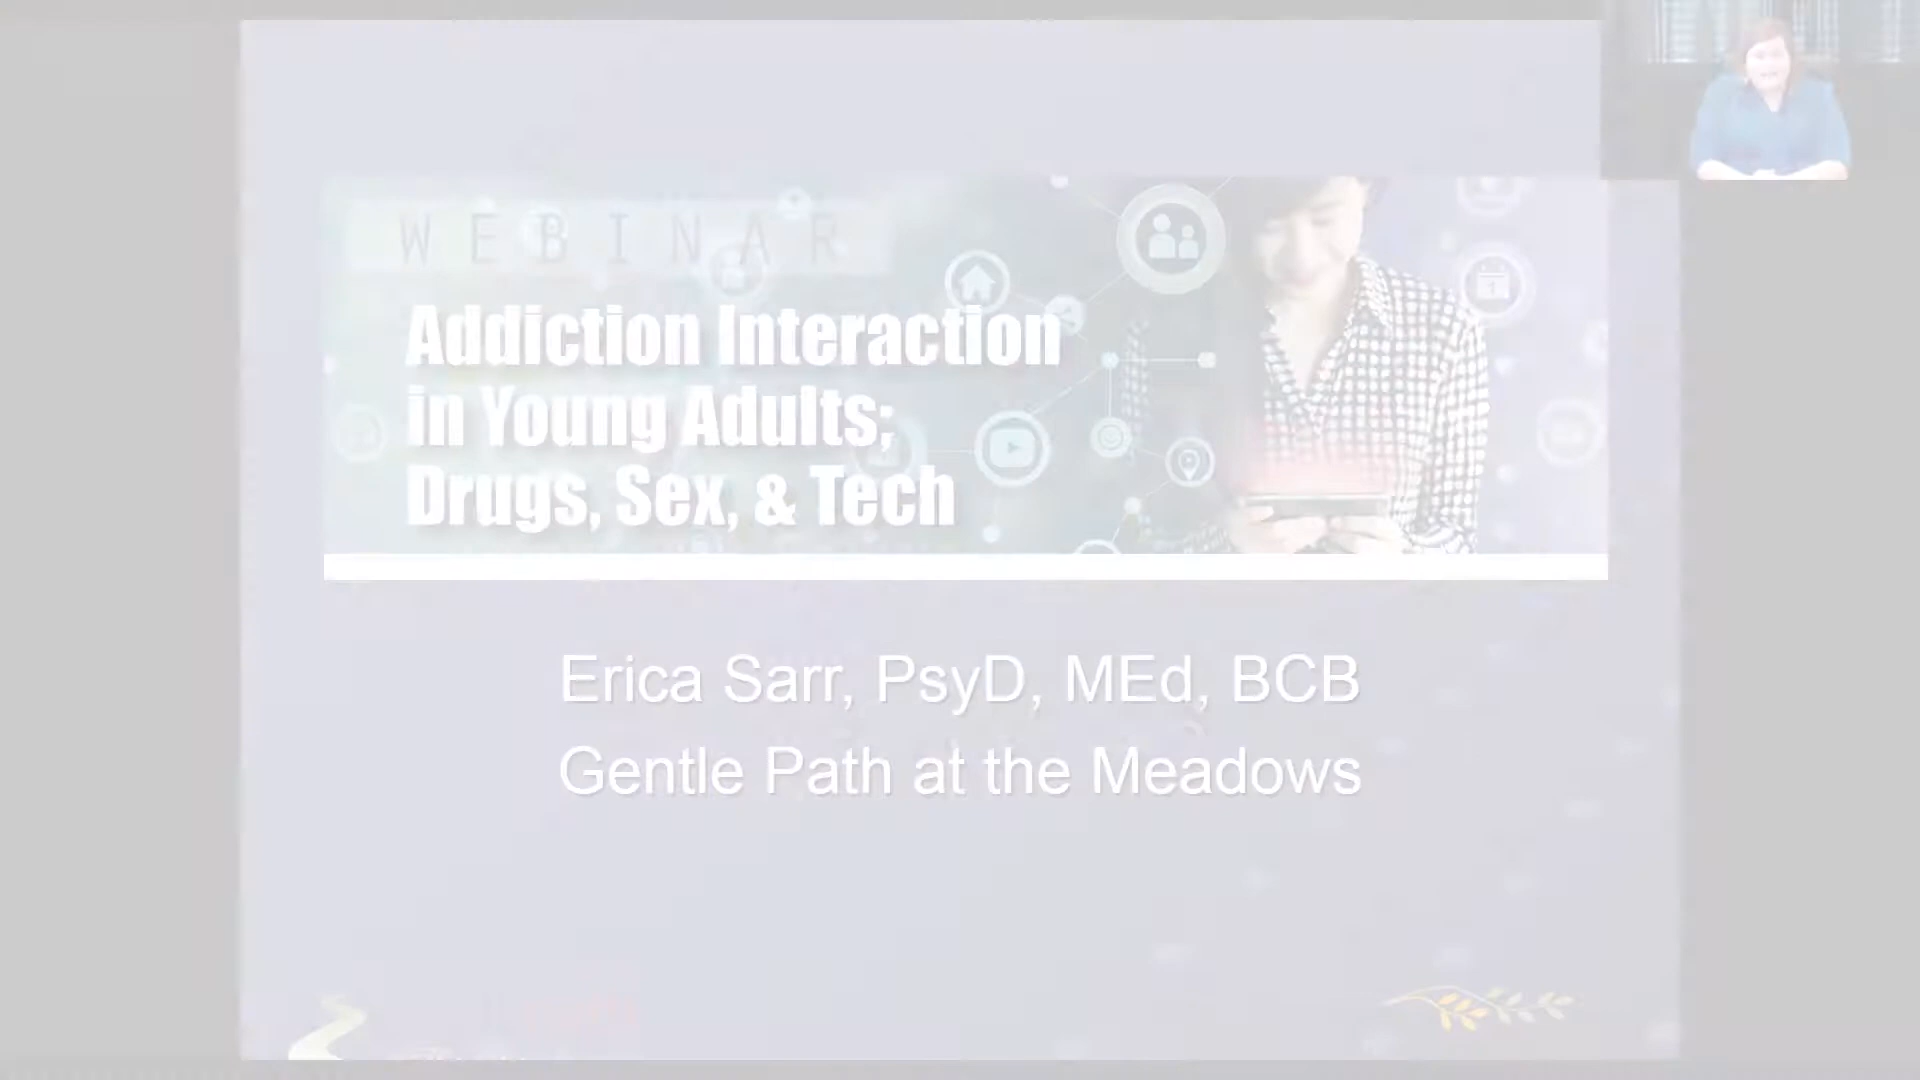 WEBINAR
Addiction Interaction
in Young Adults;
Drugs, Sex, & Tech
Erica Sarr, PsyD, MEd, BCB
Gentle Path at the Meadows